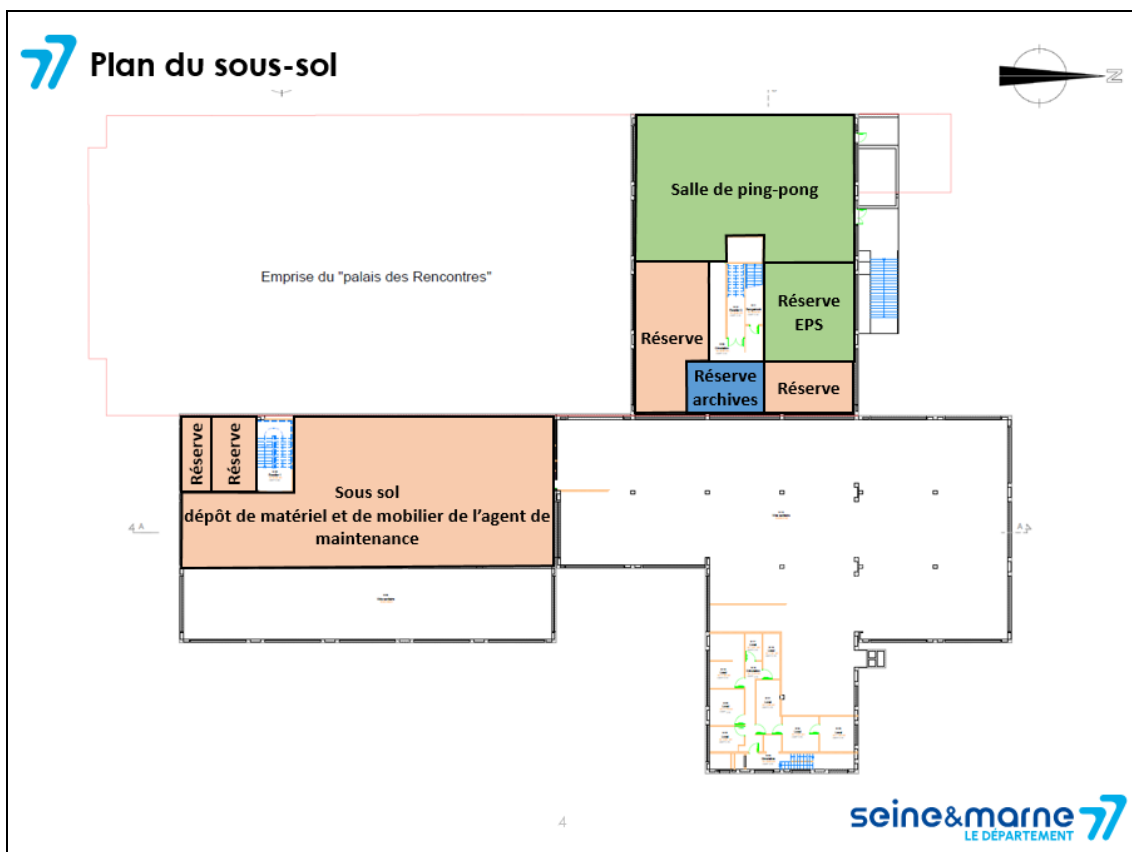 77 Plan du sous-sol
N
Salle de ping-pong
Emprise du "palais des Rencontres"
Réserve
EPS
Réserve
Réserve
archives
Réserve
Réserve
Réserve
Sous sol
dépôt de matériel et de mobilier de l’agent de
maintenance
4 A
A 4
4
seine&marne 77
LE DÉPARTEMENT